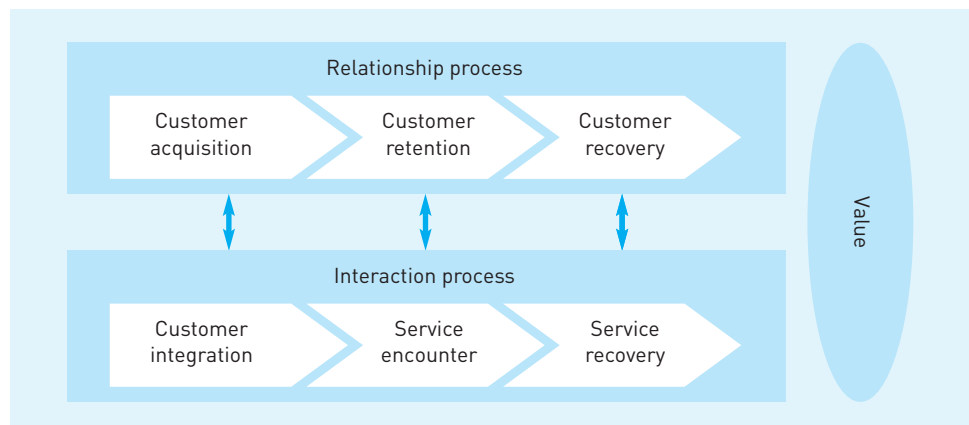 Relationship process
Customer
acquisition
Customer
retention
Customer
recovery
Value
Interaction process
Customer
integration
Service
encounter
Service
recovery